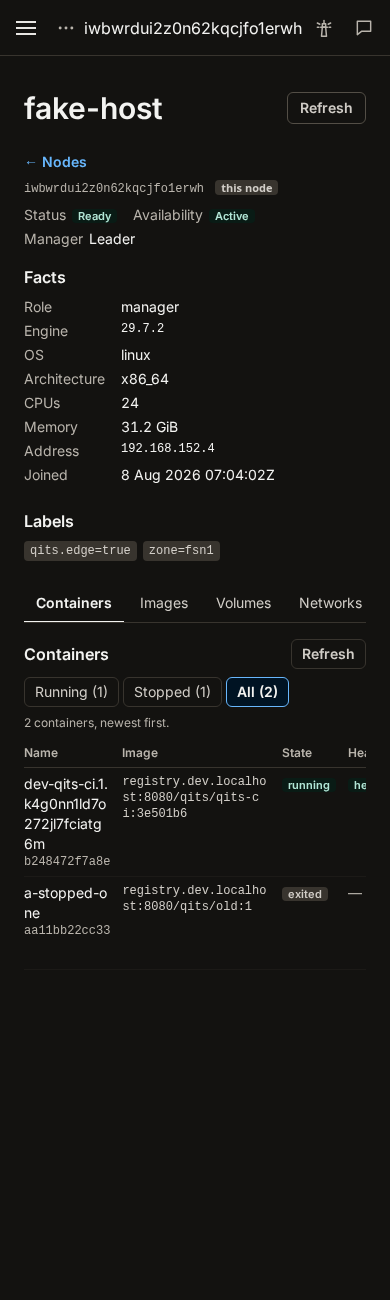 iwbwrdui2z0n62kqcjfo1erwh
fake-host
Refresh
← Nodes
iwbwrdui2z0n62kqcjfo1erwh this node
Status Ready Availability Active
Manager Leader
Facts
Role manager
Engine 29.7.2
OS linux
Architecture x86_64
CPUs 24
Memory 31.2 GiB
Address 192.168.152.4
Joined 8 Aug 2026 07:04:02Z
Labels
qits.edge=true zone=fsn1
Containers Images Volumes Networks
Containers
Refresh
Running (1) Stopped (1) All (2)
2 containers, newest first.
Name Image State Hea
dev-qits-ci.1.
k4g0nn1ld7o
272jl7fciatg
6m
b248472f7a8e
registry.dev.localho
st:8080/qits/qits-c
i:3e501b6
running
he
a-stopped-o
ne
aa11bb22cc33
registry.dev.localho
st:8080/qits/old:1
exited
—